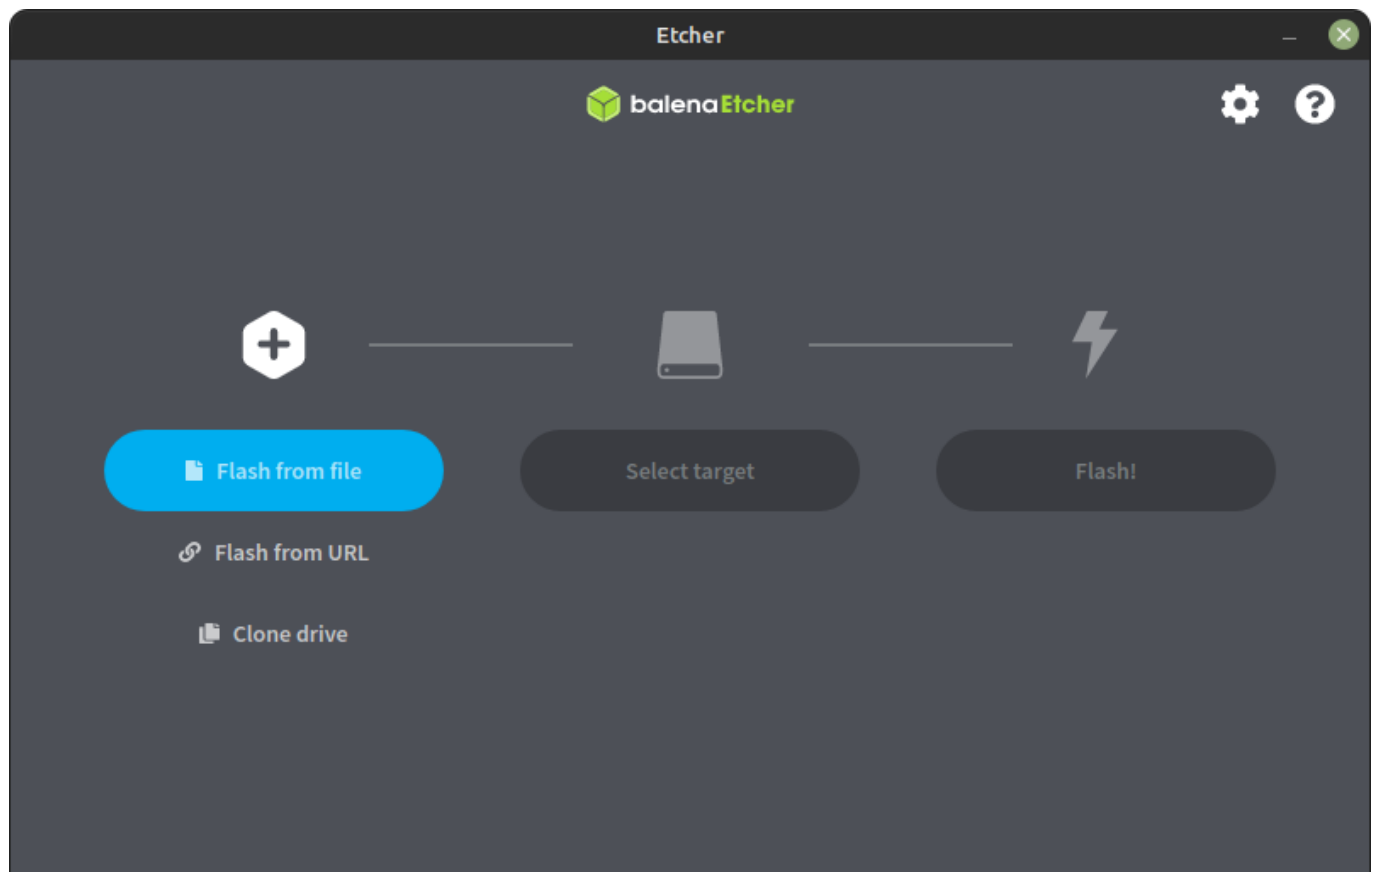 Etcher
balenaEtcher
Flash from file
Select target
Flash!
Flash from URL
Clone drive